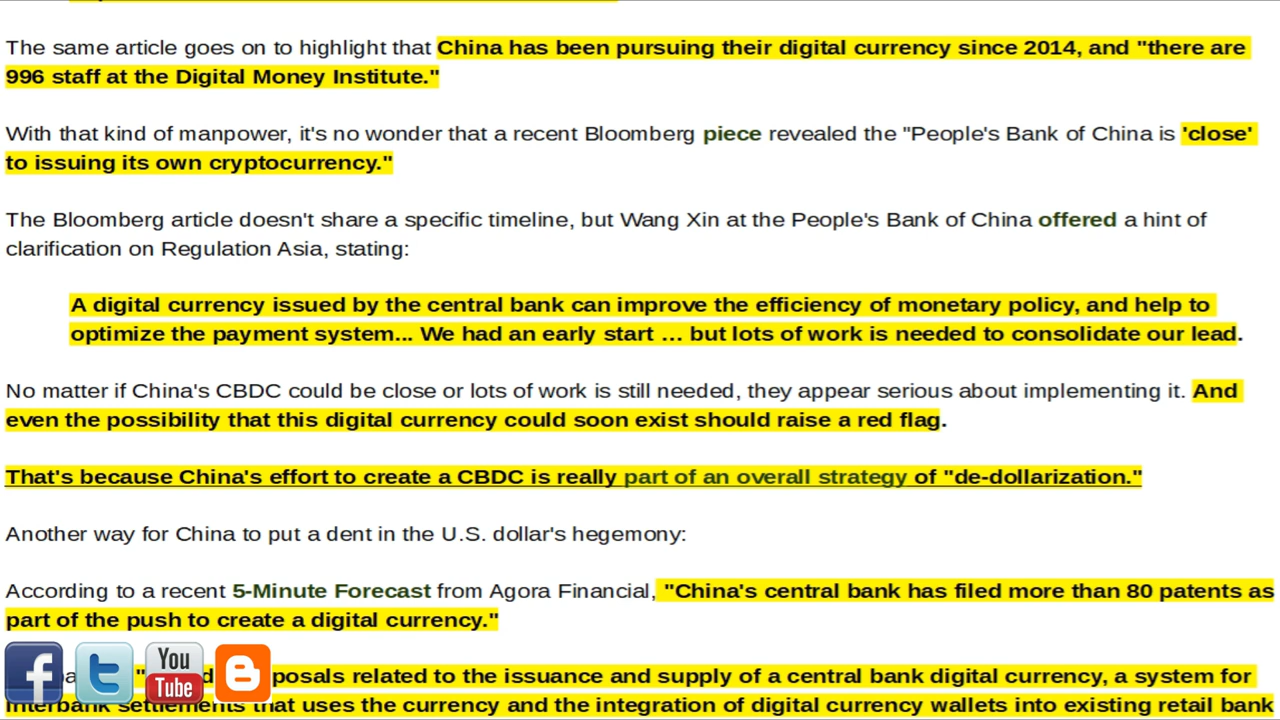 The same article goes on to highlight that China has been pursuing their digital currency since 2014, and "there are
996 staff at the Digital Money Institute."
With that kind of manpower, it's no wonder that a recent Bloomberg piece revealed the "People's Bank of China is 'close'
to issuing its own cryptocurrency."
The Bloomberg article doesn't share a specific timeline, but Wang Xin at the People's Bank of China offered a hint of
clarification on Regulation Asia, stating:
A digital currency issued by the central bank can improve the efficiency of monetary policy, and help to
optimize the payment system... We had an early start … but lots of work is needed to consolidate our lead.
No matter if China's CBDC could be close or lots of work is still needed, they appear serious about implementing it. And
even the possibility that this digital currency could soon exist should raise a red flag.
That's because China's effort to create a CBDC is really part of an overall strategy of "de-dollarization."
Another way for China to put a dent in the U.S. dollar's hegemony:
According to a recent 5-Minute Forecast from Agora Financial, "China's central bank has filed more than 80 patents as
part of the push to create a digital currency."
related to the issuance and supply of a central bank digital currency, a system for
that uses the currency and the integration of digital currency wallets into existing retail bank
You
Tube